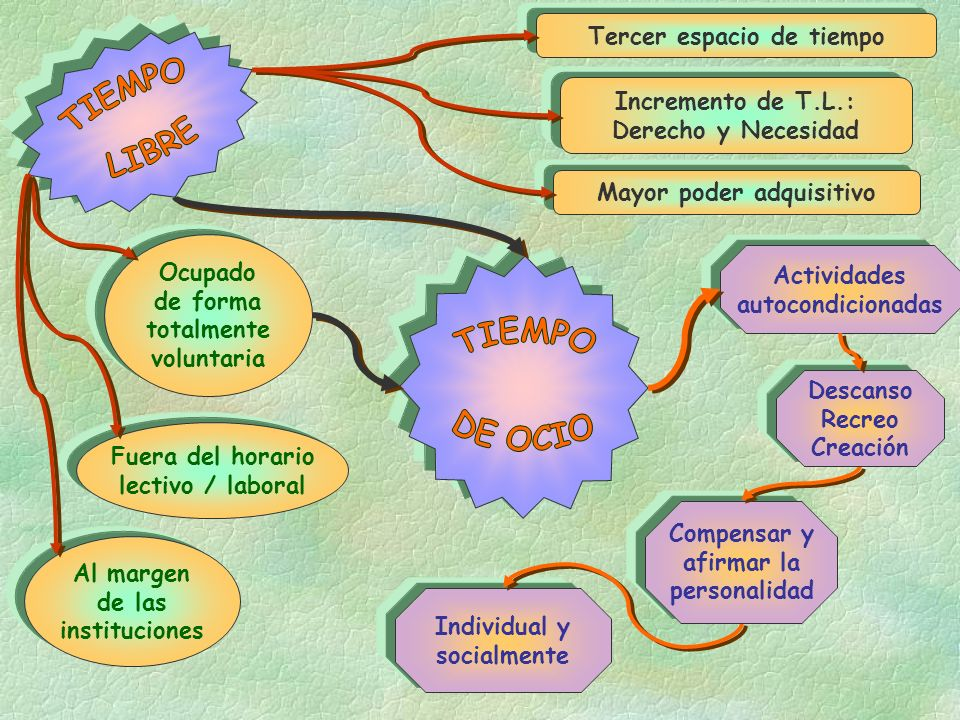 TIEMPO
LIBRE
Tercer espacio de tiempo
Incremento de T.L.:
Derecho y Necesidad
Mayor poder adquisitivo
Ocupado
de forma
totalmente
voluntaria
Fuera del horario
lectivo / laboral
Al margen
de las
instituciones
TIEMPO
DE OCIO
Actividades
autocondicionadas
Descanso
Recreo
Creación
Compensar y
afirmar la
personalidad
Individual y
socialmente